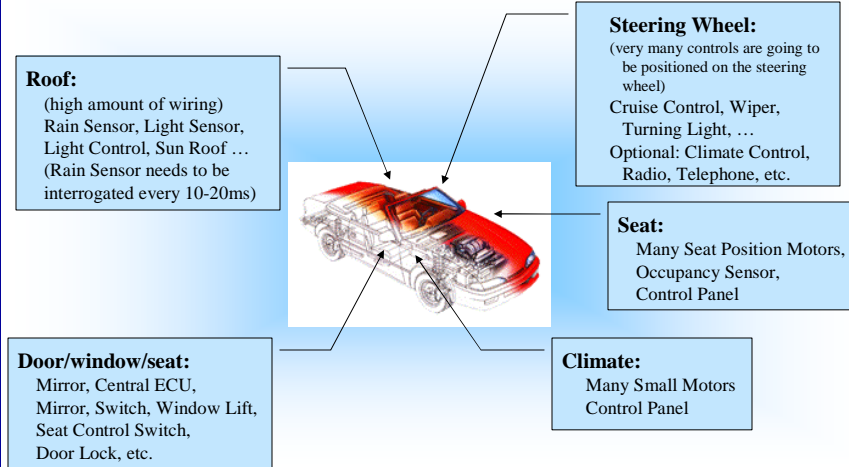 Steering Wheel:
(very many controls are going to
be positioned on the steering
wheel)
Cruise Control, Wiper,
Turning Light, …
Optional: Climate Control,
Radio, Telephone, etc.
Roof:
(high amount of wiring)
Rain Sensor, Light Sensor,
Light Control, Sun Roof …
(Rain Sensor needs to be
interrogated every 10-20ms)
Seat:
Many Seat Position Motors,
Occupancy Sensor,
Control Panel
Door/window/seat:
Mirror, Central ECU,
Mirror, Switch, Window Lift,
Seat Control Switch,
Door Lock, etc.
Climate:
Many Small Motors
Control Panel